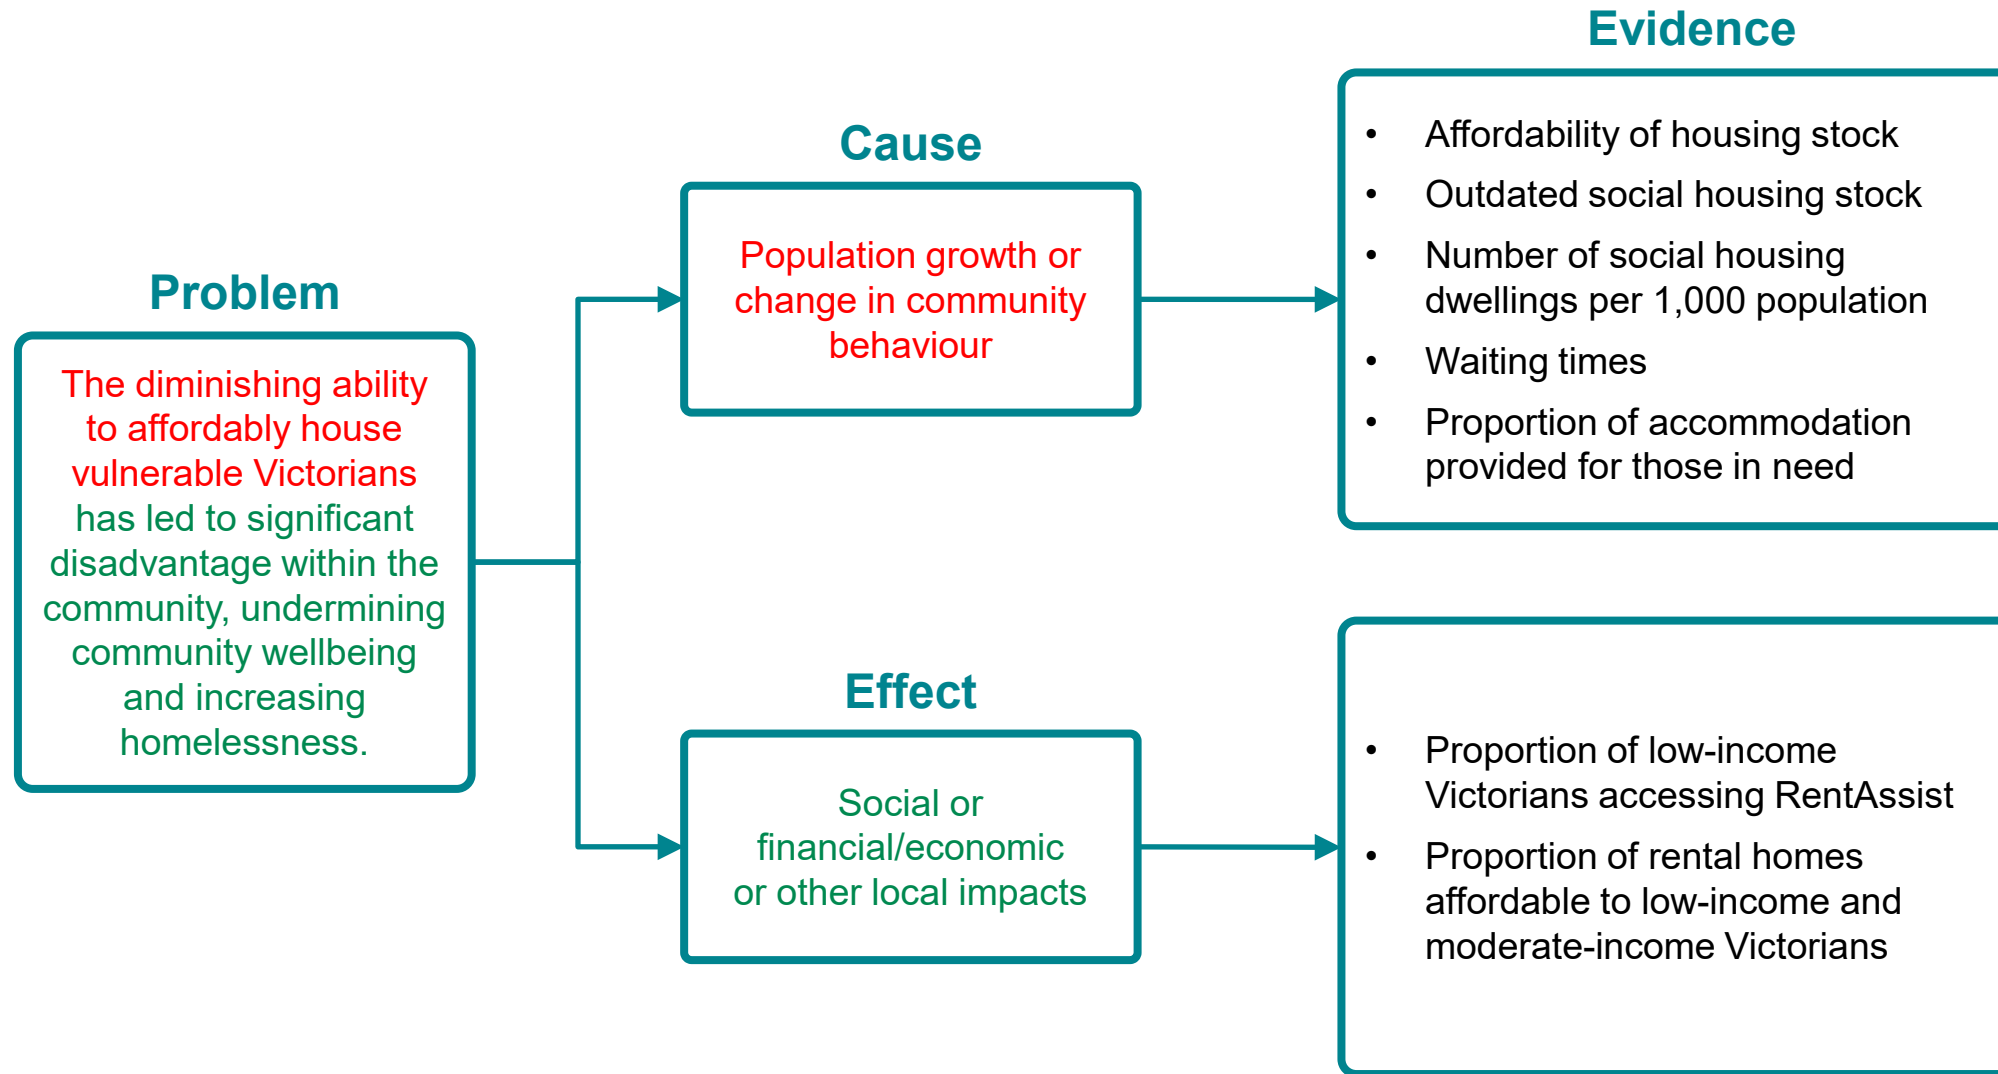 Problem
The diminishing ability
to affordably house
vulnerable Victorians
has led to significant
disadvantage within the
community, undermining
community wellbeing
and increasing
homelessness.
Cause
Population growth or
change in community
behaviour
Effect
Social or
financial/economic
or other local impacts
Evidence
• Affordability of housing stock
• Outdated social housing stock
• Number of social housing
dwellings per 1,000 population
• Waiting times
• Proportion of accommodation
provided for those in need
• Proportion of low-income
Victorians accessing RentAssist
• Proportion of rental homes
affordable to low-income and
moderate-income Victorians